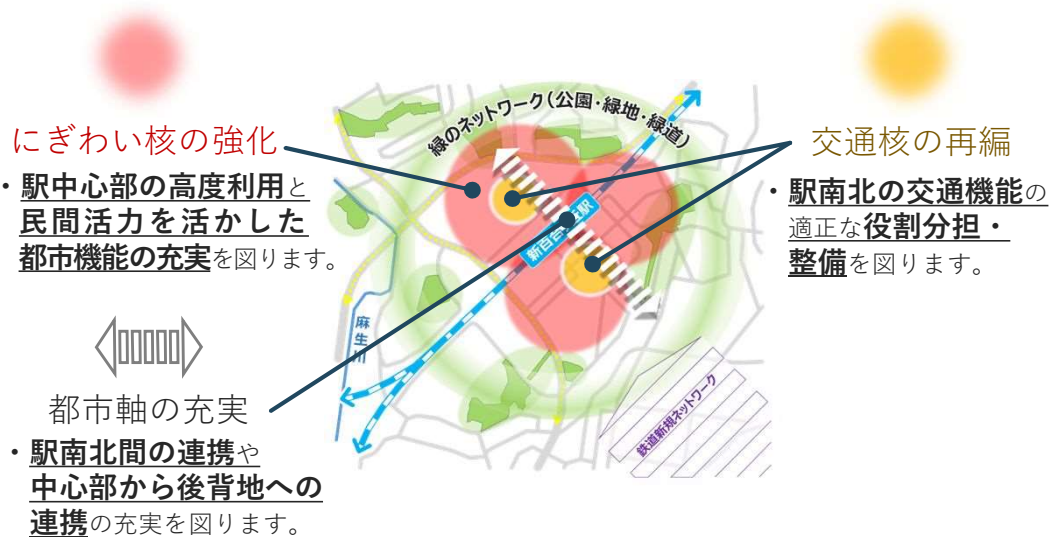 にぎわい核の強化
・駅中心部の高度利用と
民間活力を活かした
都市機能の充実を図ります。
都市軸の充実
・駅南北間の連携や
中心部から後背地への
連携の充実を図ります。
緑のネットワーク(公園・緑地・緑道)
新百合
駅
麻生川
鉄道新規ネットワーク
交通核の再編
・駅南北の交通機能の
適正な役割分担・
整備を図ります。